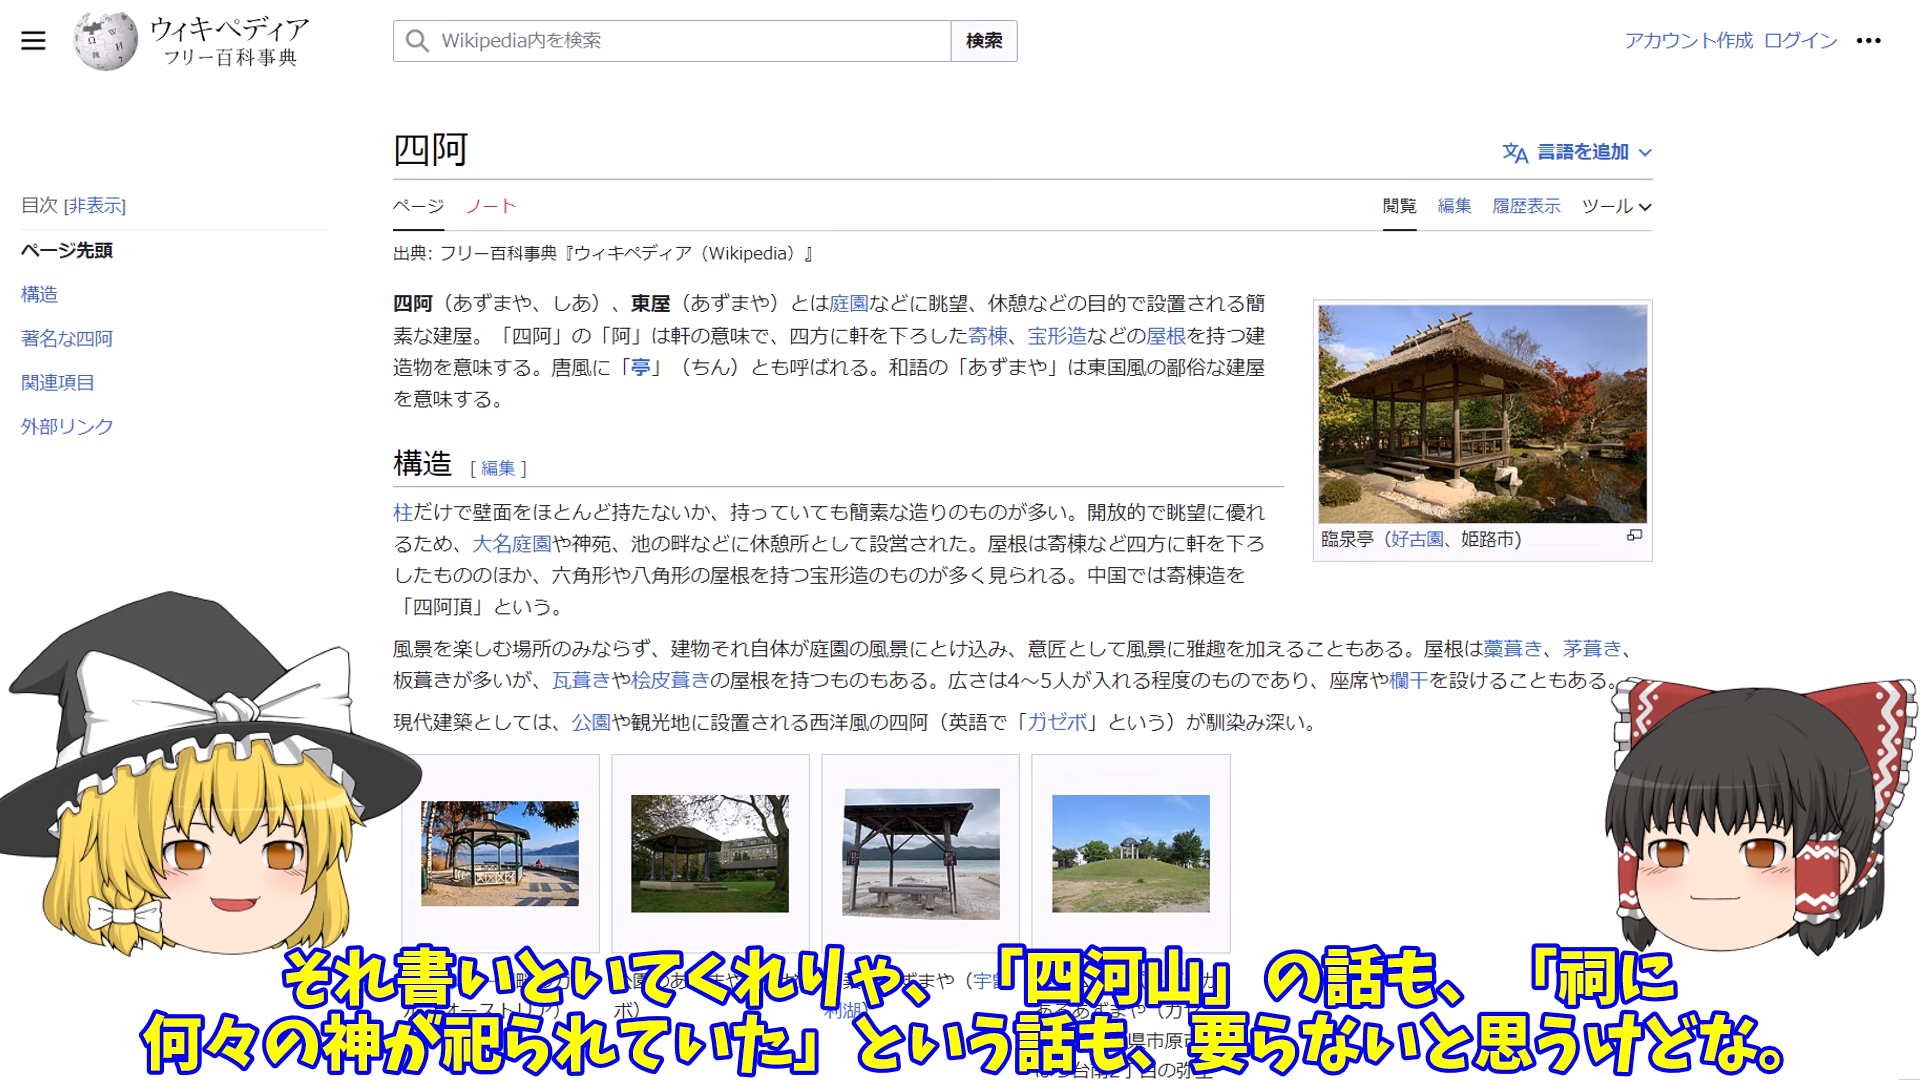 ウィキペディア
フリー百科事典
Wikipedia内を検索
検索
アカウント作成 ログイン
四阿
言語を追加
目次 [非表示]
ページ先頭
構造
著名な四阿
関連項目
外部リンク
ページ ノート
閲覧 編集 履歴表示 ツール
出典: フリー百科事典『ウィキペディア（Wikipedia）』
四阿（あずまや、しあ）、東屋（あずまや）とは庭園などに眺望、休憩などの目的で設置される簡
素な建屋。「四阿」の「阿」は軒の意味で、四方に軒を下ろした寄棟、宝形造などの屋根を持つ建
造物を意味する。唐風に「亭」（ちん）とも呼ばれる。和語の「あずまや」は東国風の鄙俗な建屋
を意味する。
臨泉亭（好古園、姫路市）
構造 [ 編集 ]
柱だけで壁面をほとんど持たないか、持っていても簡素な造りのものが多い。開放的で眺望に優れ
るため、大名庭園や神苑、池の畔などに休憩所として設営された。屋根は寄棟など四方に軒を下ろ
したもののほか、六角形や八角形の屋根を持つ宝形造のものが多く見られる。中国では寄棟造を
「四阿頂」という。
風景を楽しむ場所のみならず、建物それ自体が庭園の風景にとけ込み、意匠として風景に雅趣を加えることもある。屋根は藁葺き、茅葺き、
板葺きが多いが、瓦葺きや桧皮葺きの屋根を持つものもある。広さは4〜5人が入れる程度のものであり、座席や欄干を設けることもある。
現代建築としては、公園や観光地に設置される西洋風の四阿（英語で「ガゼボ」という）が馴染み深い。
それ書いといてくれりゃ、「四河山」の話も、「祠に
何々の神が祀られていた」という話も、要らないと思うけどな。